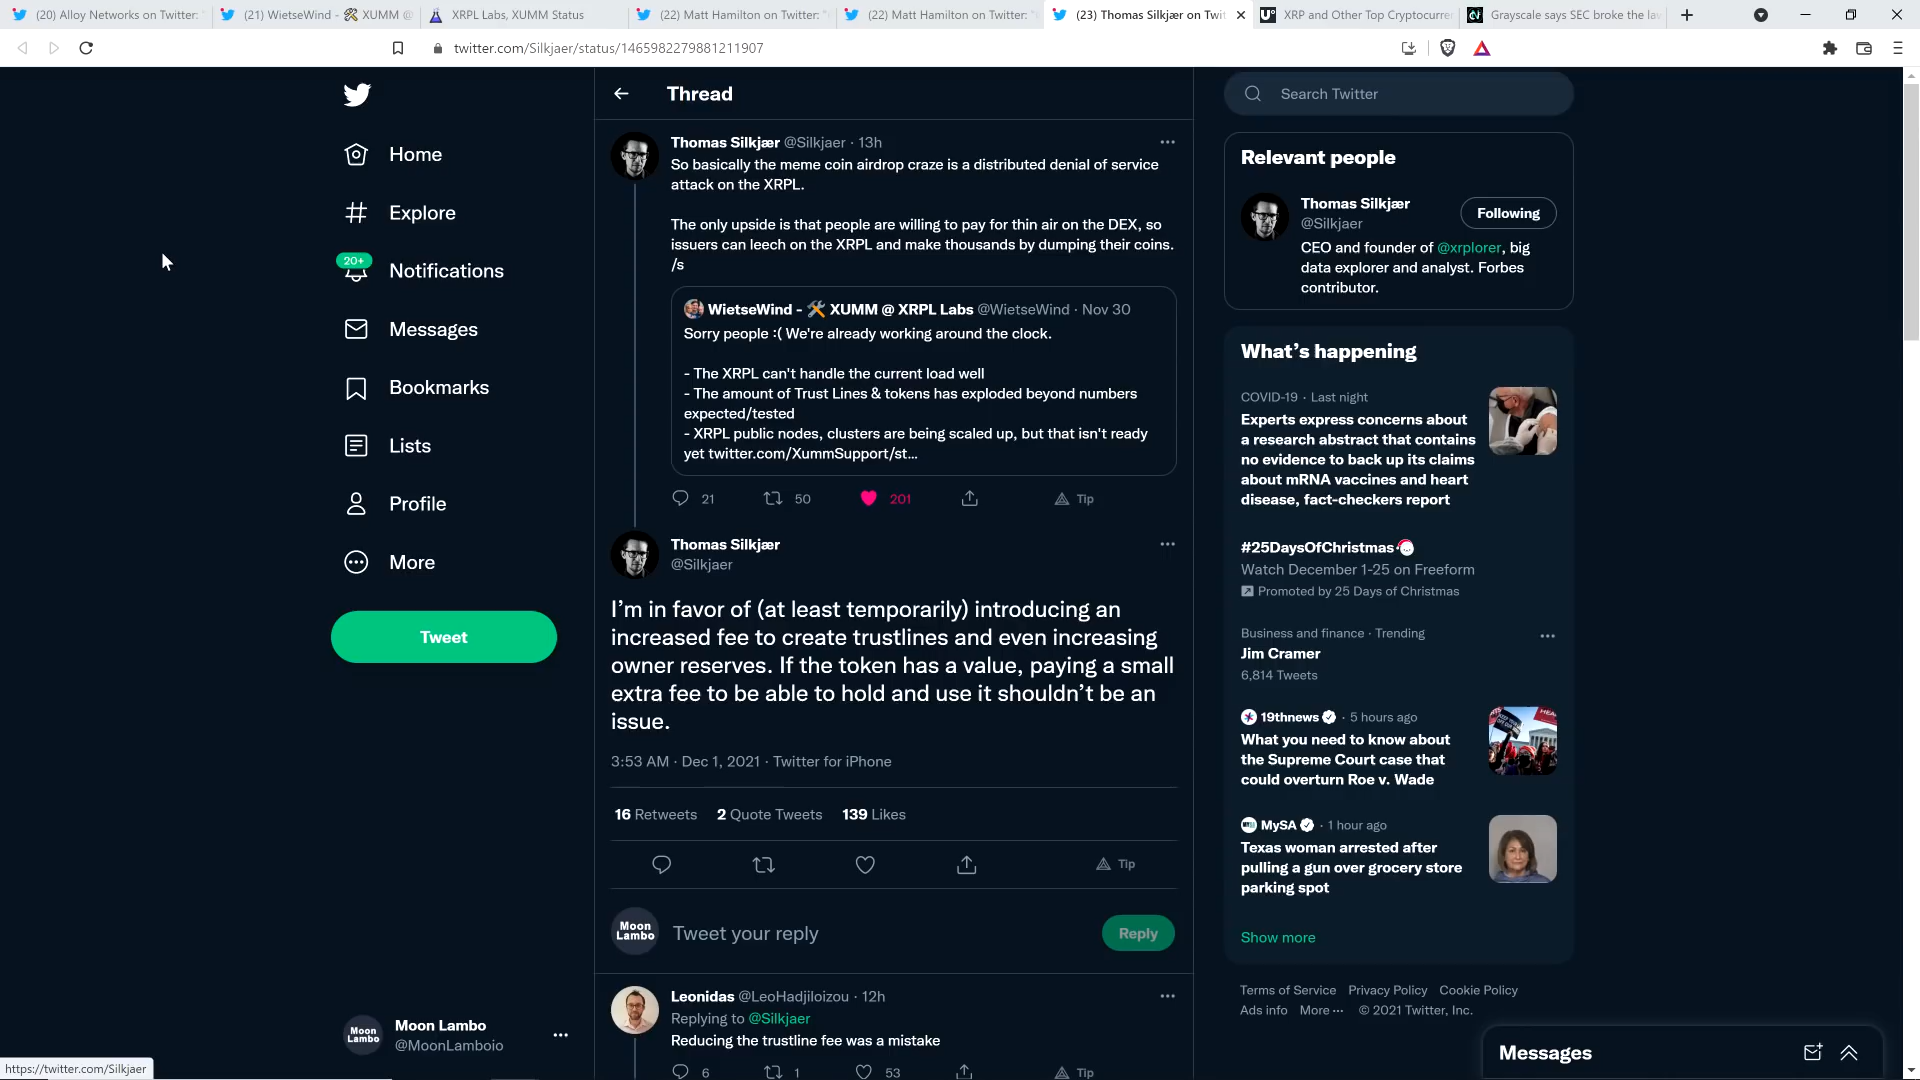 (20) Alloy Networks on Twitter:
(21) WietseWind - 🛠 XUMM @
XRPL Labs, XUMM Status
(22) Matt Hamilton on Twitter: "
(22) Matt Hamilton on Twitter: "
(23) Thomas Silkjær on Twi
XRP and Other Top Cryptocurre
Grayscale says SEC broke the la
twitter.com/Silkjaer/status/1465982279881211907
Home
Explore
20+
Notifications
Messages
Bookmarks
Lists
Profile
More
Tweet
Moon Lambo
Moon Lambo
@MoonLamboio
https://twitter.com/Silkjaer
Thread
Thomas Silkjær @Silkjaer · 13h
So basically the meme coin airdrop craze is a distributed denial of service
attack on the XRPL.
The only upside is that people are willing to pay for thin air on the DEX, so
issuers can leech on the XRPL and make thousands by dumping their coins.
/s
WietseWind - 🛠 XUMM @ XRPL Labs @WietseWind · Nov 30
Sorry people :( We're already working around the clock.
- The XRPL can't handle the current load well
- The amount of Trust Lines & tokens has exploded beyond numbers
expected/tested
- XRPL public nodes, clusters are being scaled up, but that isn't ready
yet twitter.com/XummSupport/st…
21 50 201 Tip
Thomas Silkjær
@Silkjaer
I'm in favor of (at least temporarily) introducing an
increased fee to create trustlines and even increasing
owner reserves. If the token has a value, paying a small
extra fee to be able to hold and use it shouldn't be an
issue.
3:53 AM · Dec 1, 2021 · Twitter for iPhone
16 Retweets 2 Quote Tweets 139 Likes
Tip
Moon Lambo
Tweet your reply
Reply
Leonidas @LeoHadjiloizou · 12h
Replying to @Silkjaer
Reducing the trustline fee was a mistake
6 1 53 Tip
Search Twitter
Relevant people
Thomas Silkjær
@Silkjaer
Following
CEO and founder of @xrplorer, big
data explorer and analyst. Forbes
contributor.
What's happening
COVID-19 · Last night
Experts express concerns about
a research abstract that contains
no evidence to back up its claims
about mRNA vaccines and heart
disease, fact-checkers report
#25DaysOfChristmas
Watch December 1-25 on Freeform
Promoted by 25 Days of Christmas
Business and finance · Trending
Jim Cramer
6,814 Tweets
19thnews · 5 hours ago
What you need to know about
the Supreme Court case that
could overturn Roe v. Wade
MySA · 1 hour ago
Texas woman arrested after
pulling a gun over grocery store
parking spot
Show more
Terms of Service Privacy Policy Cookie Policy
Ads info More ··· © 2021 Twitter, Inc.
Messages